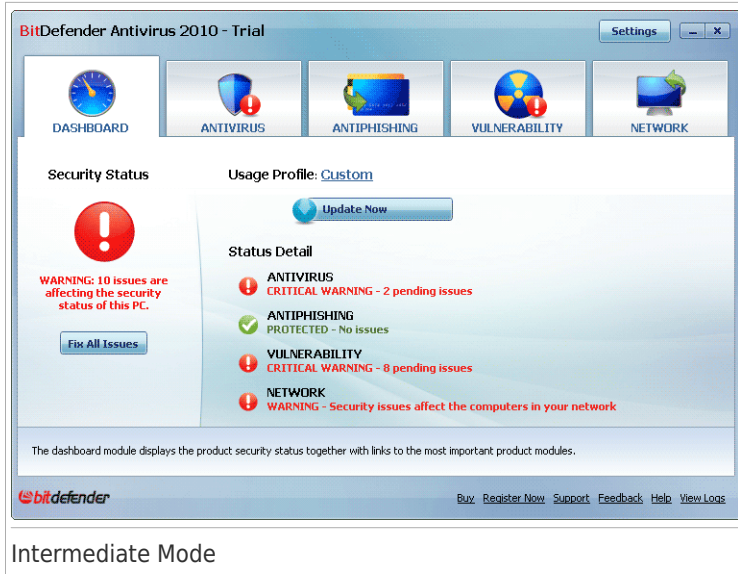 BitDefender Antivirus 2010 - Trial
Settings
DASHBOARD
ANTIVIRUS
ANTIPHISHING
VULNERABILITY
NETWORK
Security Status
WARNING: 10 issues are
affecting the security
status of this PC.
Fix All Issues
Usage Profile: Custom
Update Now
Status Detail
ANTIVIRUS
CRITICAL WARNING - 2 pending issues
ANTIPHISHING
PROTECTED - No issues
VULNERABILITY
CRITICAL WARNING - 8 pending issues
NETWORK
WARNING - Security issues affect the computers in your network
The dashboard module displays the product security status together with links to the most important product modules.
bitdefender
Buy Register Now Support Feedback Help View Logs
Intermediate Mode